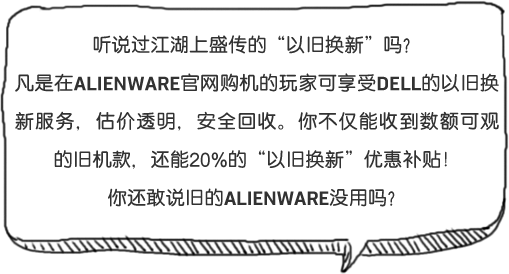 听说过江湖上盛传的“以旧换新”吗?
凡是在ALIENWARE官网购机的玩家可享受DELL的以旧换
新服务，估价透明，安全回收。你不仅能收到数额可观
的旧机款，还能20%的“以旧换新”优惠补贴!
你还敢说旧的ALIENWARE没用吗?